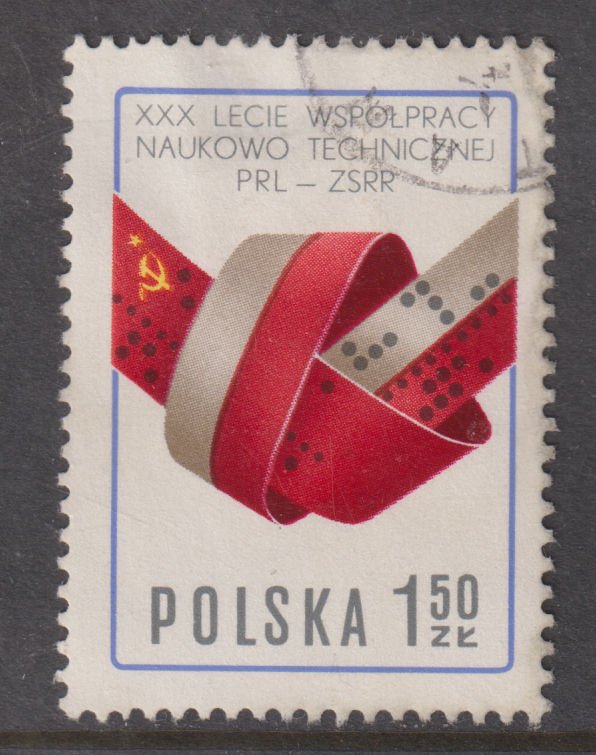 XXX LECIE WSPÓŁPRACY
NAUKOWO TECHNICZNEJ
PRL – ZSRR
POLSKA 1 50 ZŁ